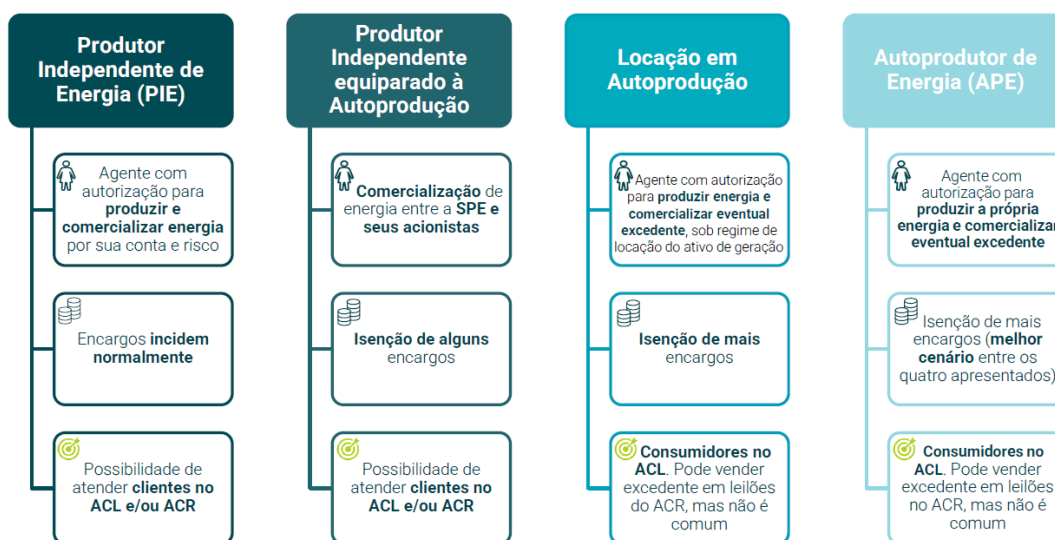 Produtor
Independente de
Energia (PIE)
Agente com
autorização para
produzir e
comercializar energia
por sua conta e risco
Encargos incidem
normalmente
Possibilidade de
atender clientes no
ACL e/ou ACR
Produtor
Independente
equiparado à
Autoprodução
Comercialização de
energia entre a SPE e
seus acionistas
Isenção de alguns
encargos
Possibilidade de
atender clientes no
ACL e/ou ACR
Locação em
Autoprodução
Agente com autorização
para produzir energia e
comercializar eventual
excedente, sob regime de
locação do ativo de geração
Isenção de mais
encargos
Consumidores no
ACL. Pode vender
excedente em leilões
do ACR, mas não é
comum
Autoprodutor de
Energia (APE)
Agente com
autorização para
produzir a própria
energia e comercializar
eventual excedente
Isenção de mais
encargos (melhor
cenário entre os
quatro apresentados)
Consumidores no
ACL. Pode vender
excedente em leilões
no ACR, mas não é
comum